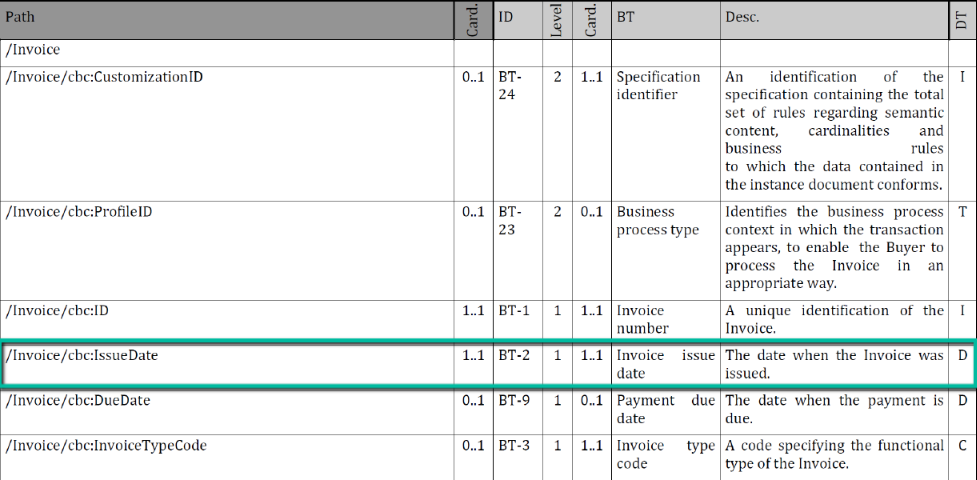 Path Card. ID Level Card. BT Desc. DT
/Invoice
/Invoice/cbc:CustomizationID 0..1 BT- 2 1..1 Specification An identification of the I
24 identifier specification containing the total
set of rules regarding semantic
content, cardinalities and
business rules
to which the data contained in
the instance document conforms.
/Invoice/cbc:ProfileID 0..1 BT- 2 0..1 Business Identifies the business process T
23 process type context in which the transaction
appears, to enable the Buyer to
process the Invoice in an
appropriate way.
/Invoice/cbc:ID 1..1 BT-1 1 1..1 Invoice A unique identification of the I
number Invoice.
/Invoice/cbc:IssueDate 1..1 BT-2 1 1..1 Invoice issue The date when the Invoice was D
date issued.
/Invoice/cbc:DueDate 0..1 BT-9 1 0..1 Payment due The date when the payment is D
date due.
/Invoice/cbc:InvoiceTypeCode 0..1 BT-3 1 1..1 Invoice type A code specifying the functional C
code type of the Invoice.